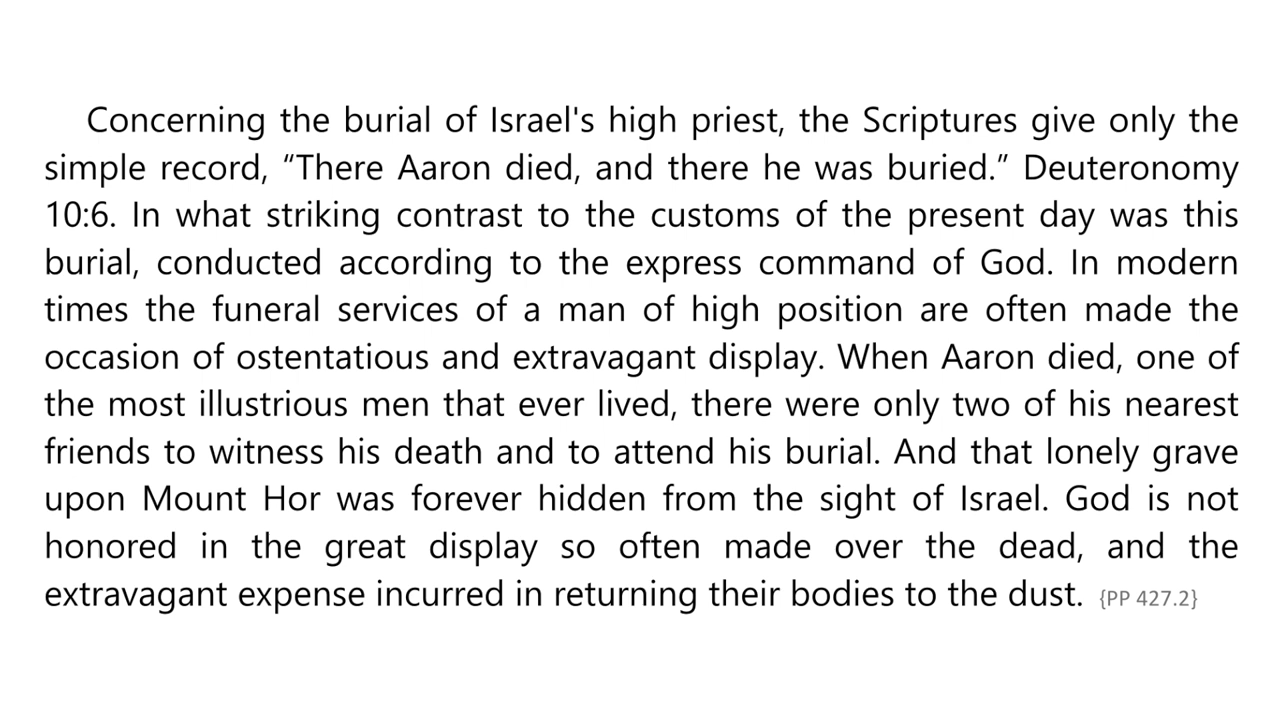 Concerning the burial of Israel's high priest, the Scriptures give only the
simple record, “There Aaron died, and there he was buried.” Deuteronomy
10:6. In what striking contrast to the customs of the present day was this
burial, conducted according to the express command of God. In modern
times the funeral services of a man of high position are often made the
occasion of ostentatious and extravagant display. When Aaron died, one of
the most illustrious men that ever lived, there were only two of his nearest
friends to witness his death and to attend his burial. And that lonely grave
upon Mount Hor was forever hidden from the sight of Israel. God is not
honored in the great display so often made over the dead, and the
extravagant expense incurred in returning their bodies to the dust. {PP 427.2}